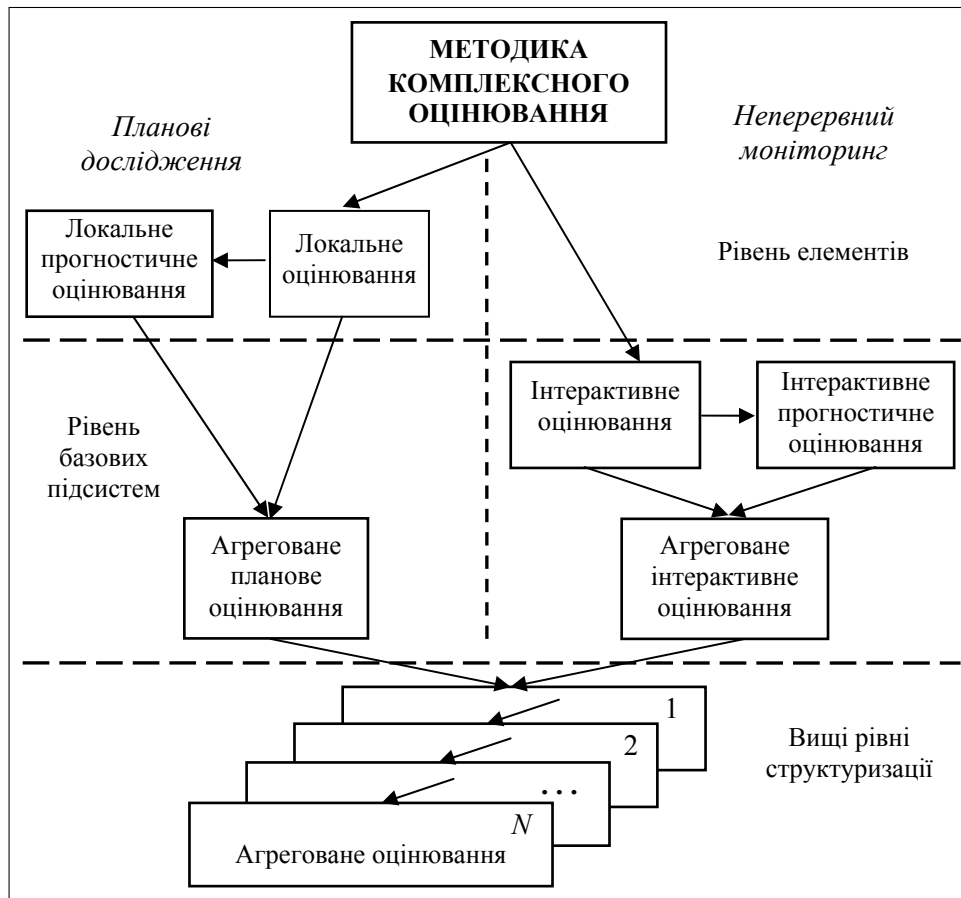 МЕТОДИКА
КОМПЛЕКСНОГО
ОЦІНЮВАННЯ
Планові
дослідження
Неперервний
моніторинг
Локальне
прогностичне
оцінювання
Локальне
оцінювання
Рівень елементів
Інтерактивне
оцінювання
Інтерактивне
прогностичне
оцінювання
Рівень
базових
підсистем
Агреговане
планове
оцінювання
Агреговане
інтерактивне
оцінювання
1
2
...
N
Агреговане оцінювання
Вищі рівні
структуризації